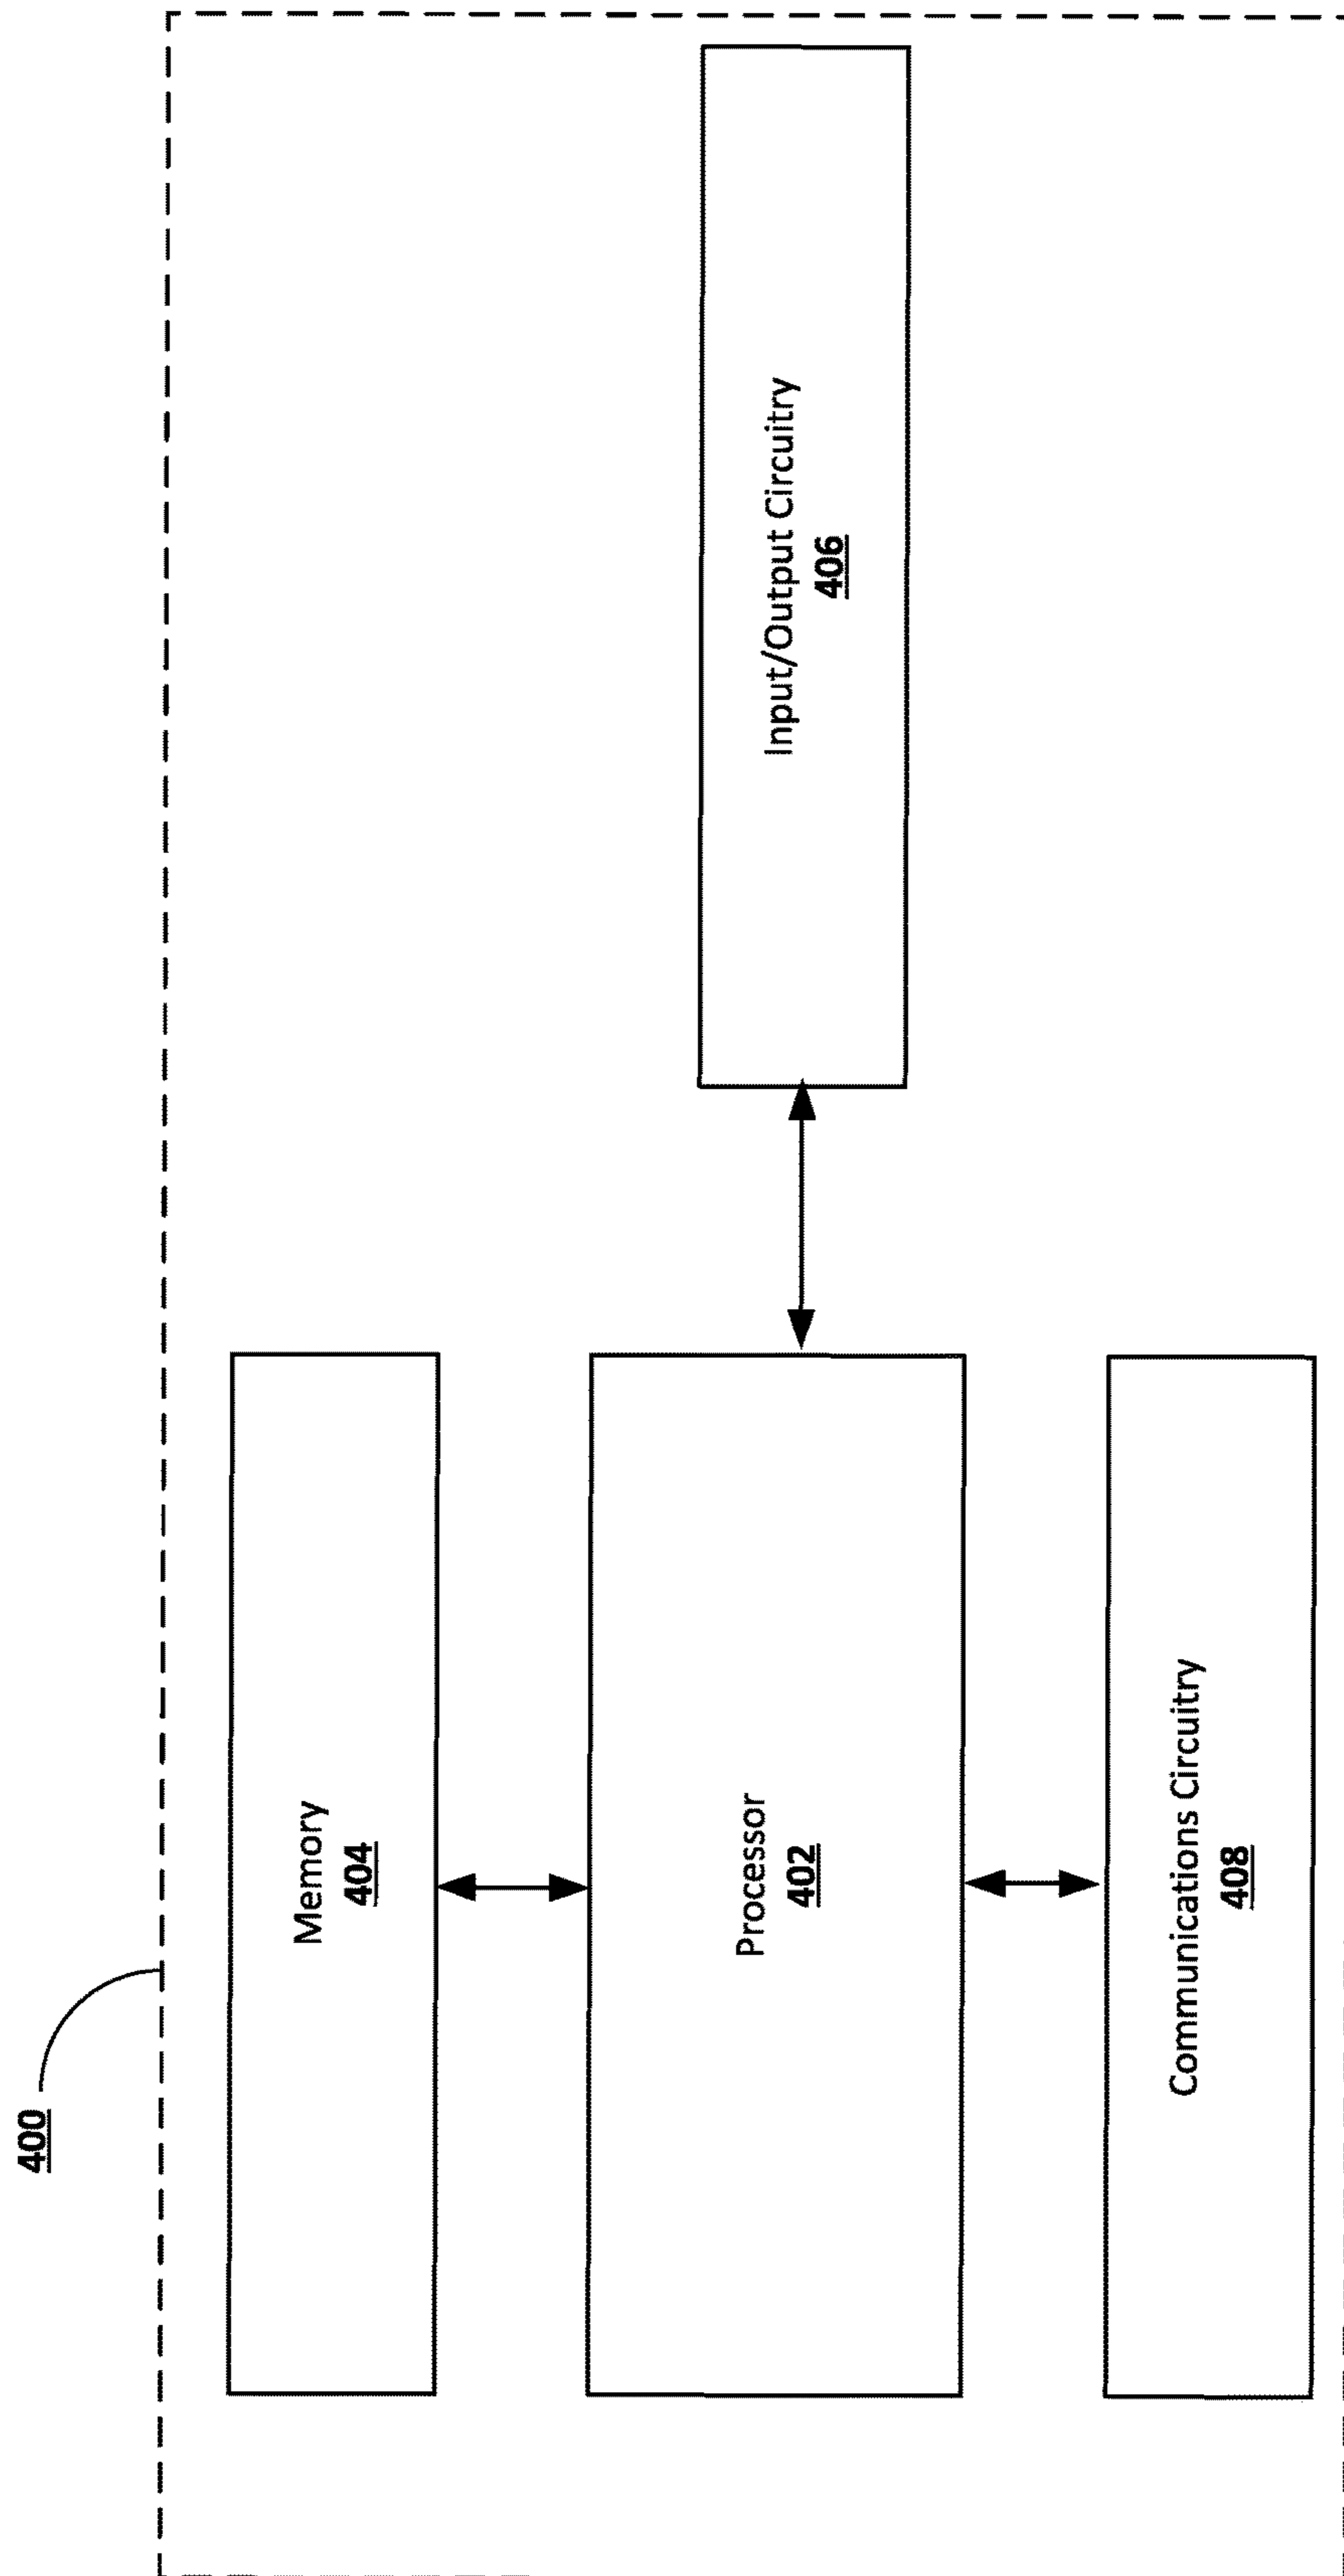 400
Memory
404
Processor
402
Input/Output Circuitry
406
Communications Circuitry
408